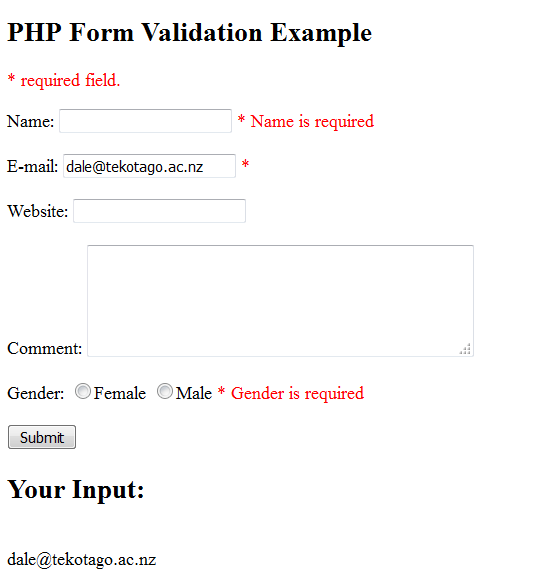 PHP Form Validation Example
* required field.
Name: * Name is required
E-mail: dale@tekotago.ac.nz *
Website:
Comment:
Gender: Female Male * Gender is required
Submit
Your Input:
dale@tekotago.ac.nz